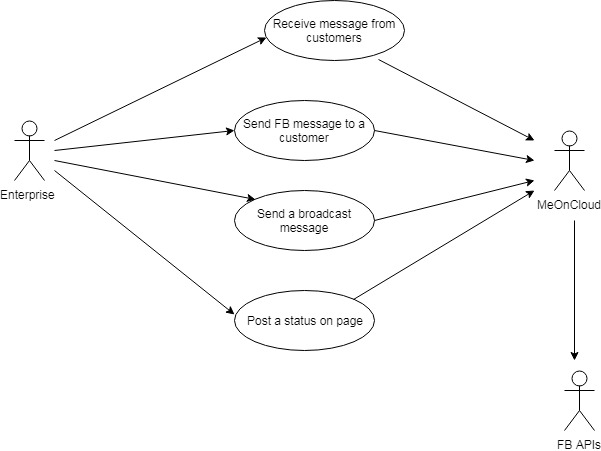 Receive message from
customers
Send FB message to a
customer
Enterprise
MeOnCloud
Send a broadcast
message
Post a status on page
FB APIs